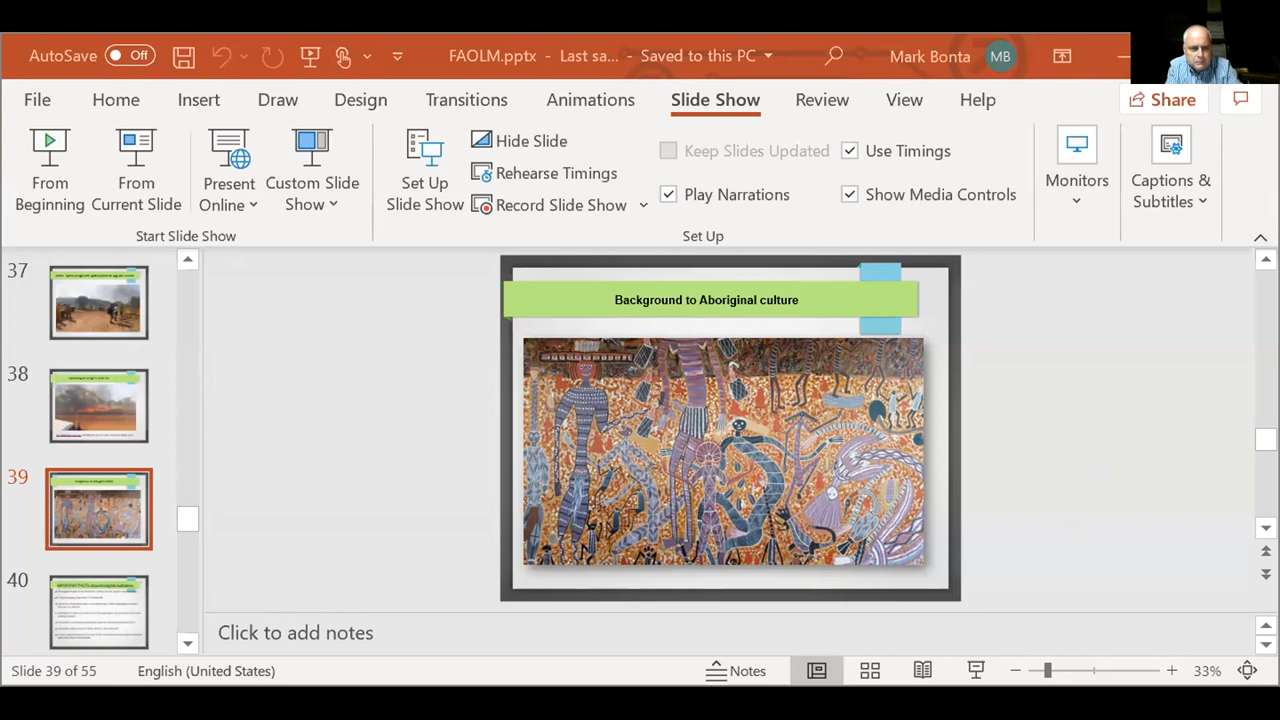 AutoSave Off FAOLM.pptx - Last sa... - Saved to this PC Mark Bonta MB
File Home Insert Draw Design Transitions Animations Slide Show Review View Help Share
From Beginning
From Current Slide
Present Online
Custom Slide Show
Start Slide Show
Set Up Slide Show
Hide Slide
Rehearse Timings
Record Slide Show
Keep Slides Updated
Use Timings
Play Narrations
Show Media Controls
Set Up
Monitors
Captions & Subtitles
37
38
39
40
Background to Aboriginal culture
Click to add notes
Slide 39 of 55 English (United States) Notes 33%